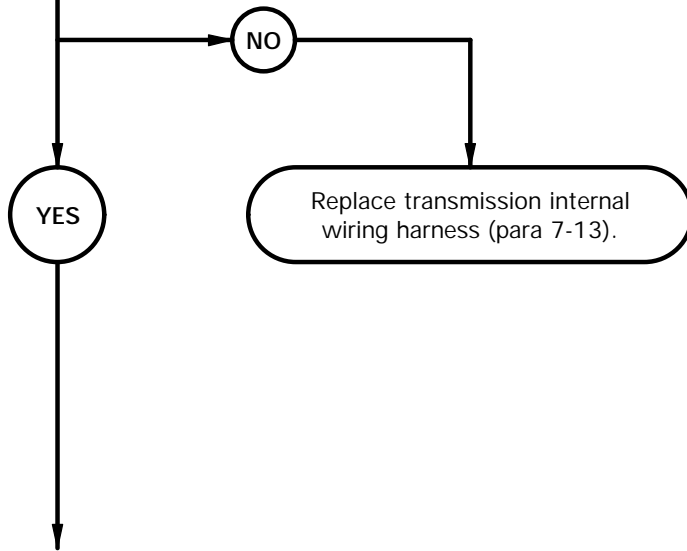 NO
YES
Replace transmission internal
wiring harness (para 7-13).